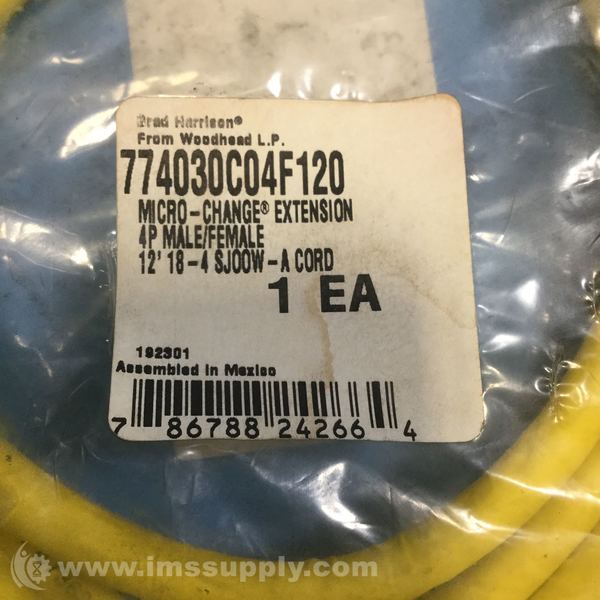 Brad Harrison®
From Woodhead L.P.
774030C04F120
MICRO-CHANGE® EXTENSION
4P MALE/FEMALE
12' 18-4 SJOOW-A CORD
1 EA
192301
Assembled in Mexico
7 86788 24266 4
www.imssupply.com